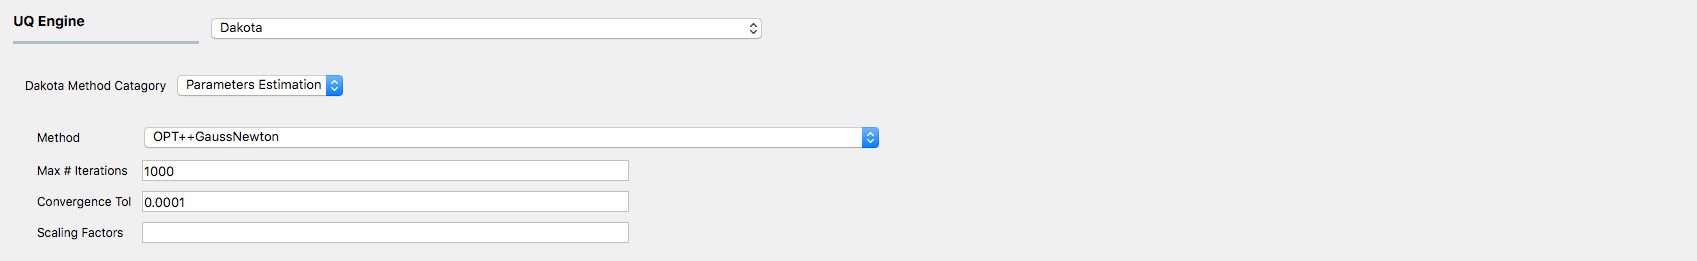 UQ Engine Dakota
Dakota Method Catagory Parameters Estimation
Method OPT++GaussNewton
Max # Iterations 1000
Convergence Tol 0.0001
Scaling Factors